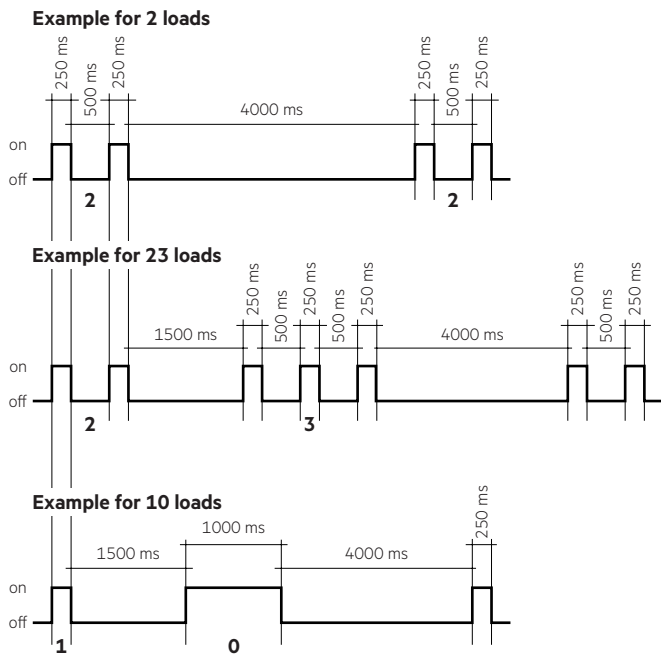 Example for 2 loads
250 ms 500 ms 250 ms 4000 ms 250 ms 500 ms 250 ms
on
off
2 2
Example for 23 loads
1500 ms 250 ms 500 ms 250 ms 500 ms 250 ms 4000 ms 250 ms 500 ms 250 ms
on
off
2 3
Example for 10 loads
1500 ms 1000 ms 4000 ms 250 ms
on
off
1 0